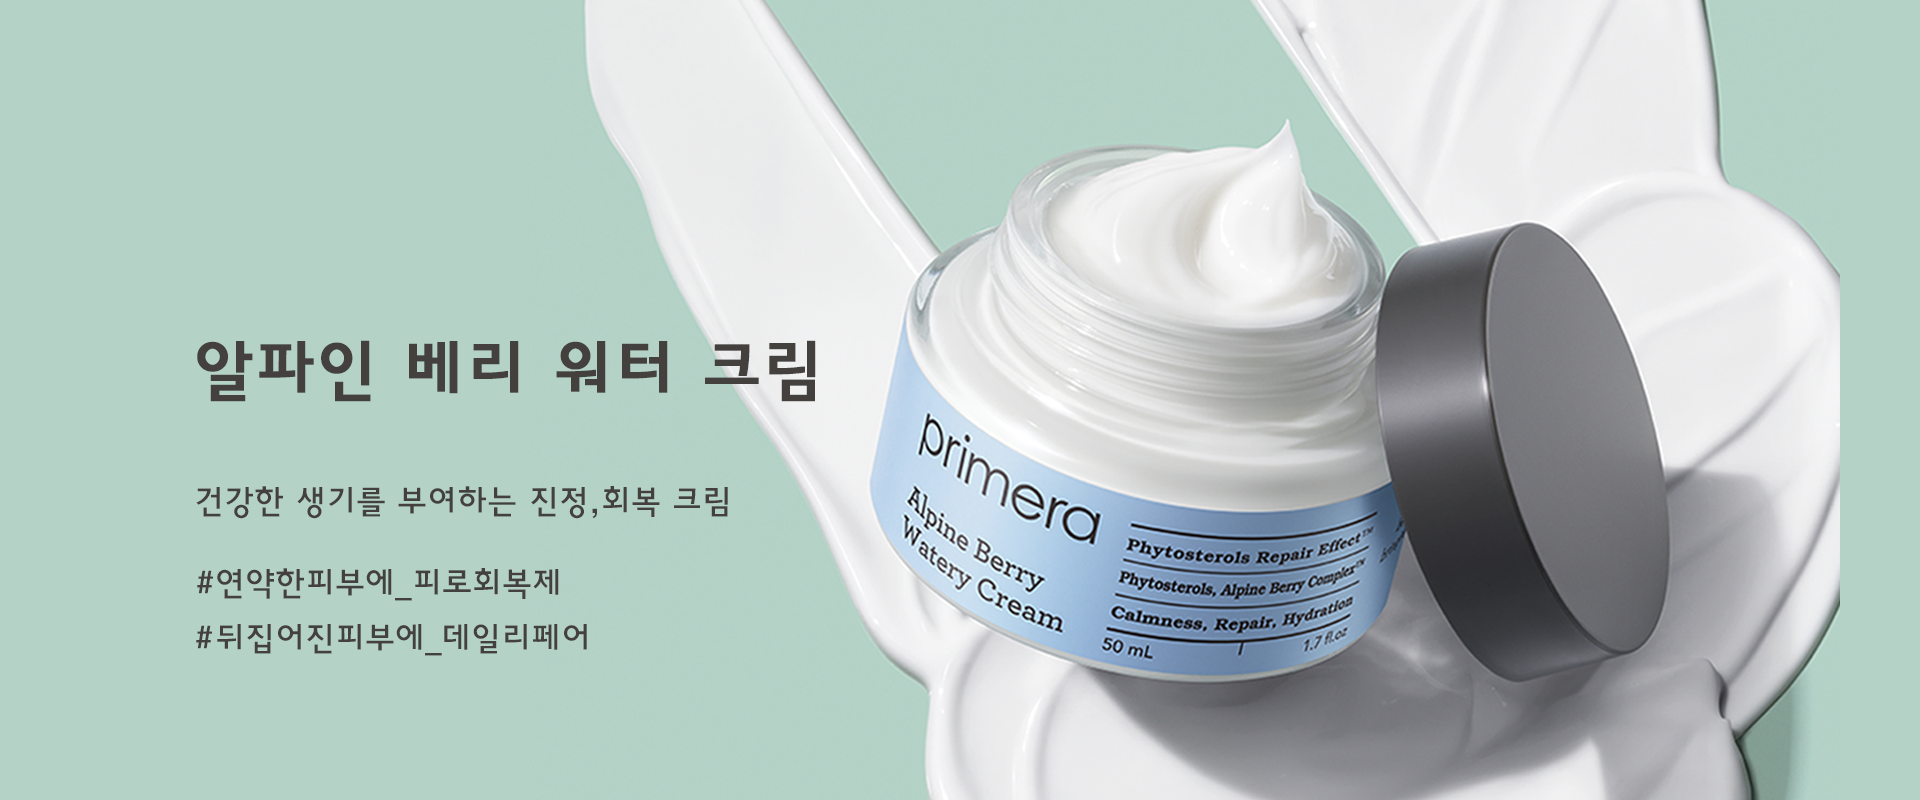 알파인 베리 워터 크림
건강한 생기를 부여하는 진정,회복 크림
#연약한피부에_피로회복제
#뒤집어진피부에_데일리페어
primera
Alpine Berry
Watery Cream
Phytosterols Repair Effect™
Phytosterols, Alpine Berry Complex™
Calmness, Repair, Hydration
50 mL / 1.7 fl.oz